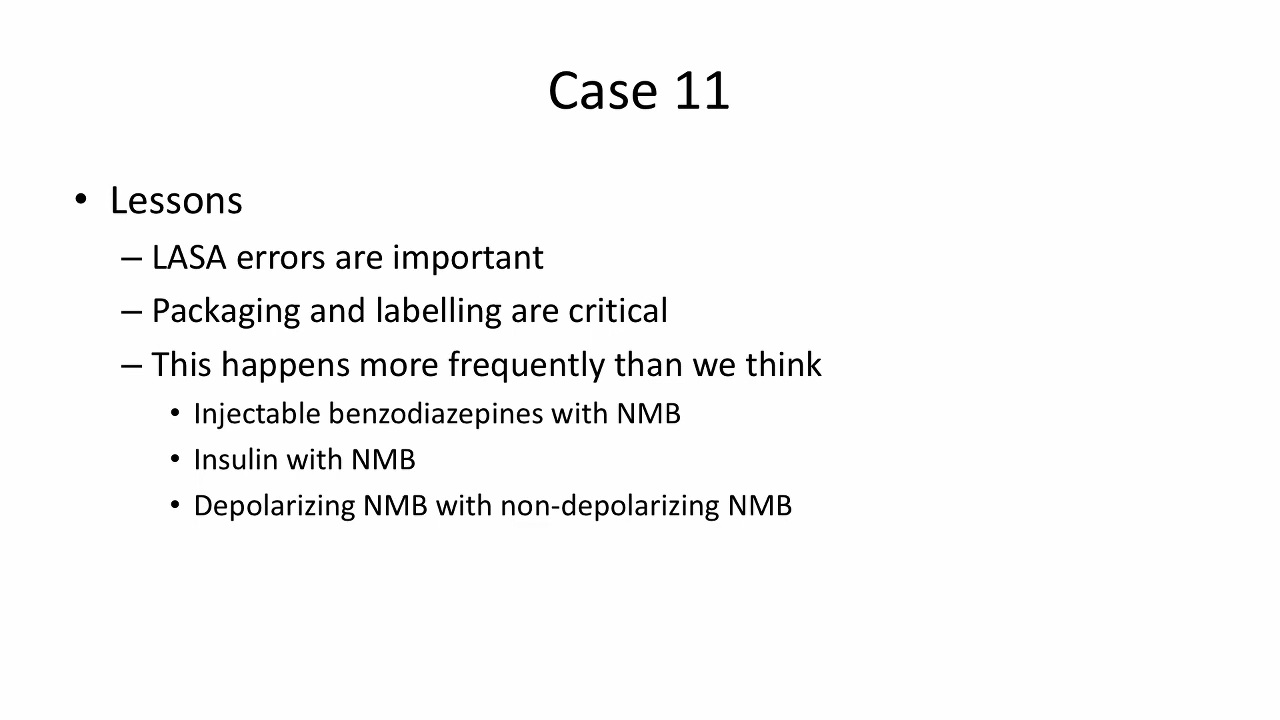 Case 11
• Lessons
– LASA errors are important
– Packaging and labelling are critical
– This happens more frequently than we think
• Injectable benzodiazepines with NMB
• Insulin with NMB
• Depolarizing NMB with non-depolarizing NMB